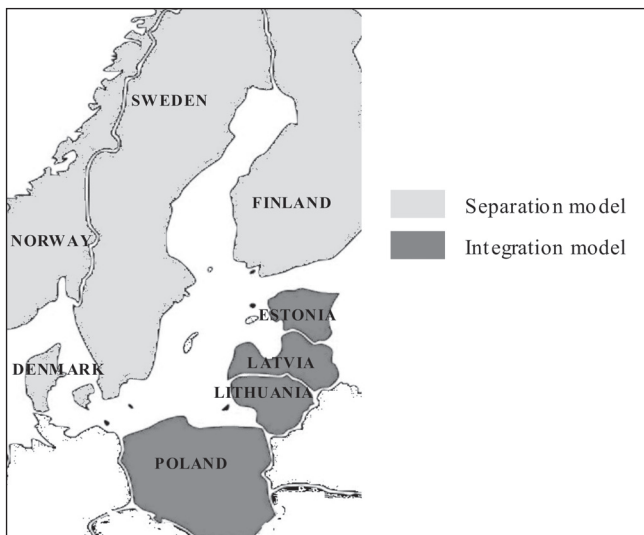 SWEDEN
FINLAND
NORWAY
ESTONIA
DENMARK
LATVIA
LITHUANIA
POLAND
Separation model
Integration model